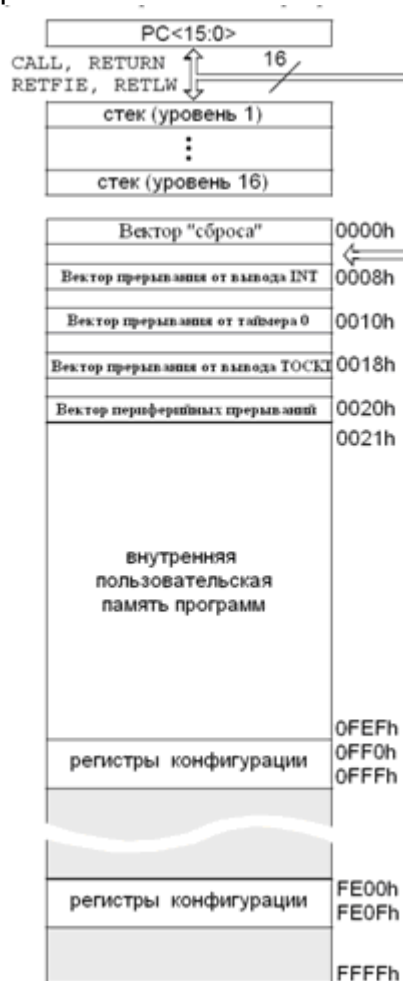 PC<15:0>
CALL, RETURN
16
RETFIE, RETLW
стек (уровень 1)
стек (уровень 16)
Вектор "сброса"
0000h
Вектор прерывания от вывода INT
0008h
Вектор прерывания от таймера 0
0010h
Вектор прерывания от вывода TOCKI
0018h
Вектор периферийных прерываний
0020h
0021h
внутренняя
пользовательская
память программ
0FEFh
регистры конфигурации
0FF0h
0FFFh
регистры конфигурации
FE00h
FE0Fh
FFFFh